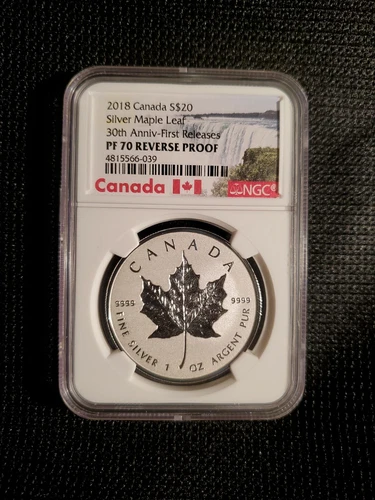 2018 Canada S$20
Silver Maple Leaf
30th Anniv-First Releases
PF 70 REVERSE PROOF
4815566-039
Canada
NGC
CANADA
9999 9999
FINE SILVER 1 OZ ARGENT PUR